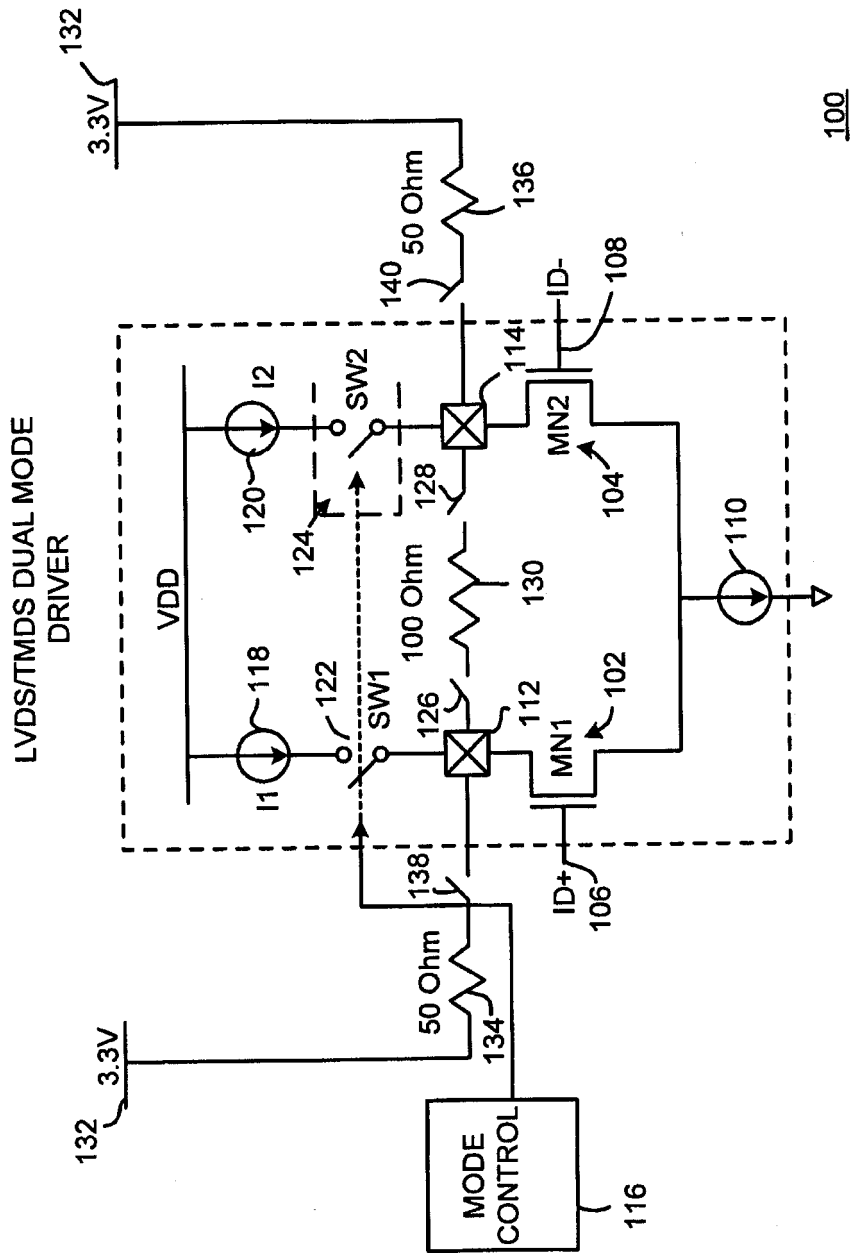 LVDS/TMDS DUAL MODE
DRIVER
132
3.3V
3.3V
132
VDD
118
I1
120
I2
122
SW1
124
SW2
138
140
50 Ohm
134
50 Ohm
136
126
100 Ohm
130
128
112
114
MN1
102
MN2
104
ID+
106
ID-
108
110
MODE
CONTROL
116
100